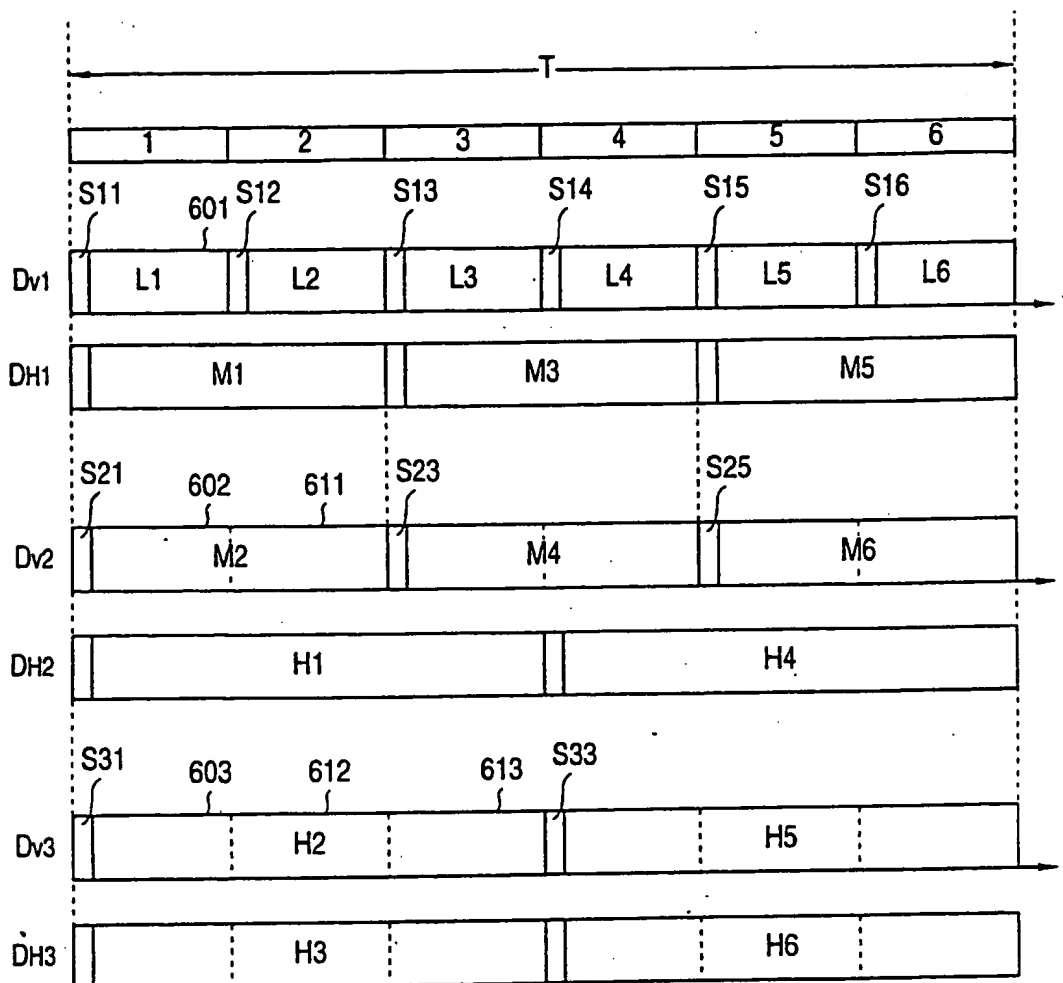 T
1 2 3 4 5 6
S11 601 S12 S13 S14 S15 S16
Dv1 L1 L2 L3 L4 L5 L6
DH1 M1 M3 M5
S21 602 611 S23 S25
Dv2 M2 M4 M6
DH2 H1 H4
S31 603 612 613 S33
Dv3 H2 H5
DH3 H3 H6